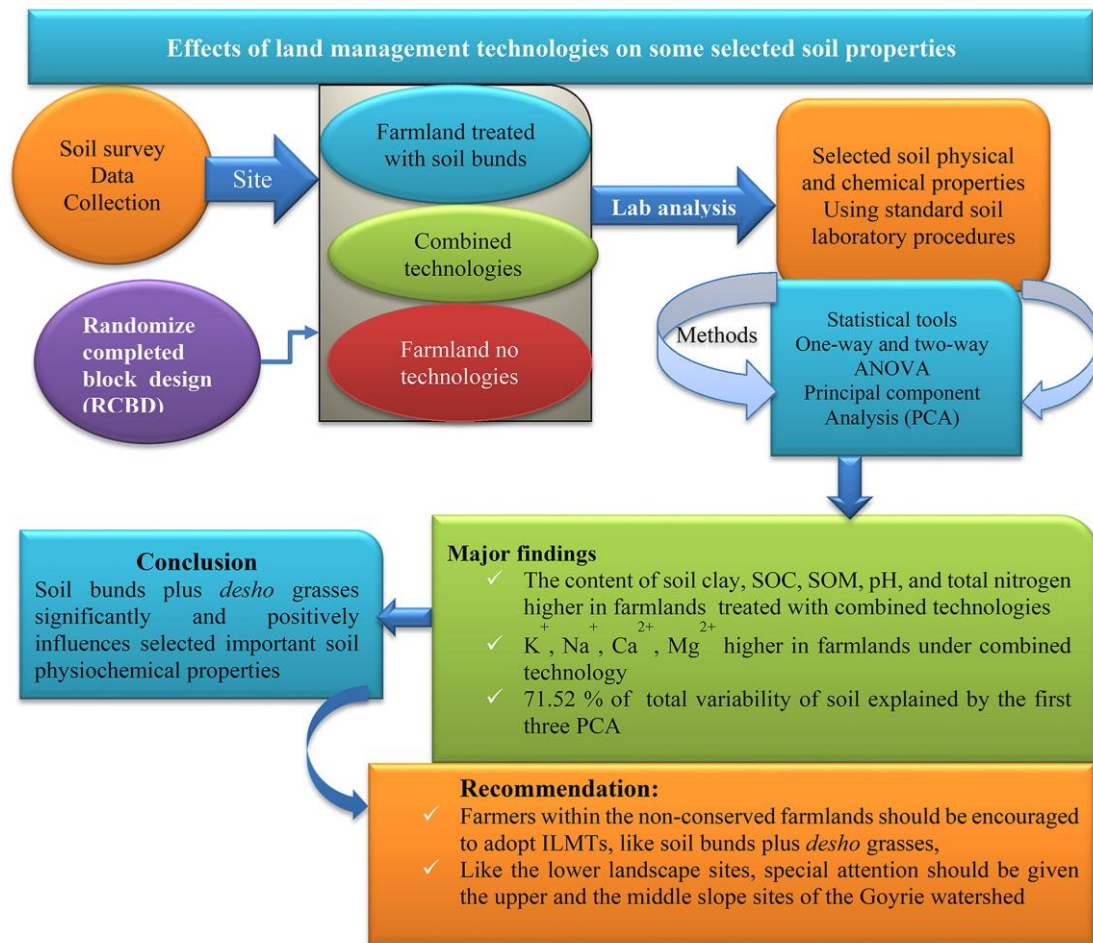 Effects of land management technologies on some selected soil properties
Soil survey
Data
Collection
Site
Farmland treated
with soil bunds
Combined
technologies
Farmland no
technologies
Randomize
completed
block design
(RCBD)
Lab analysis
Selected soil physical
and chemical properties
Using standard soil
laboratory procedures
Methods
Statistical tools
One-way and two-way
ANOVA
Principal component
Analysis (PCA)
Major findings
✓ The content of soil clay, SOC, SOM, pH, and total nitrogen
higher in farmlands treated with combined technologies
✓ K⁺, Na⁺, Ca²⁺, Mg²⁺ higher in farmlands under combined
technology
✓ 71.52 % of total variability of soil explained by the first
three PCA
Conclusion
Soil bunds plus desho grasses
significantly and positively
influences selected important soil
physiochemical properties
Recommendation:
✓ Farmers within the non-conserved farmlands should be encouraged
to adopt ILMTs, like soil bunds plus desho grasses,
✓ Like the lower landscape sites, special attention should be given
the upper and the middle slope sites of the Goyrie watershed